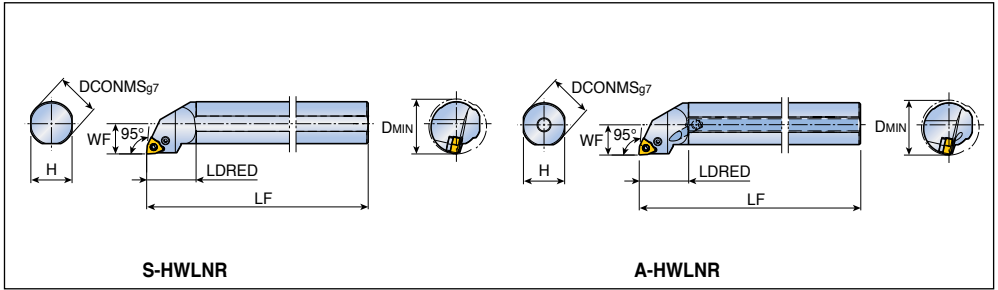 DCONMSg7
WF
95°
H
LDRED
LF
DMIN
S-HWLNR
DCONMSg7
WF
95°
H
LDRED
LF
DMIN
A-HWLNR